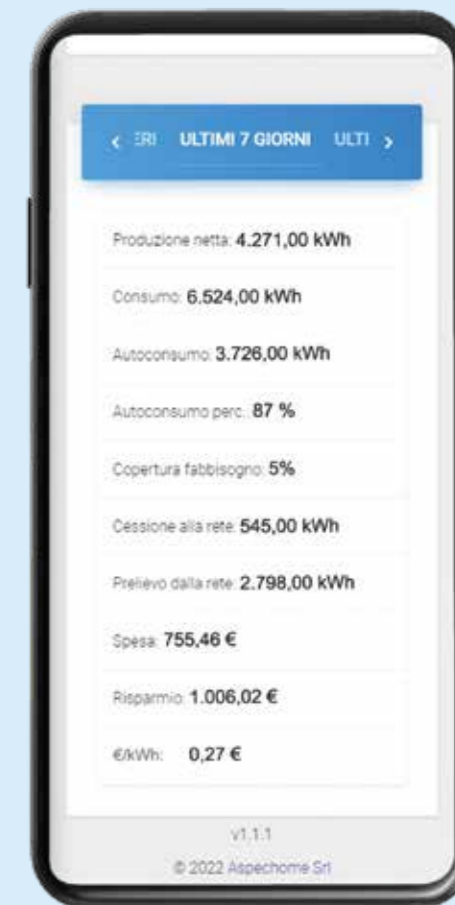 ERI ULTIMI 7 GIORNI ULTI
Produzione netta: 4.271,00 kWh
Consumo: 6.524,00 kWh
Autoconsumo: 3.726,00 kWh
Autoconsumo perc.: 87 %
Copertura fabbisogno: 5%
Cessione alla rete: 545,00 kWh
Prelievo dalla rete: 2.798,00 kWh
Spesa: 755,46 €
Risparmio: 1.006,02 €
€/kWh: 0,27 €
v1.1.1
© 2022 Aspechome Srl